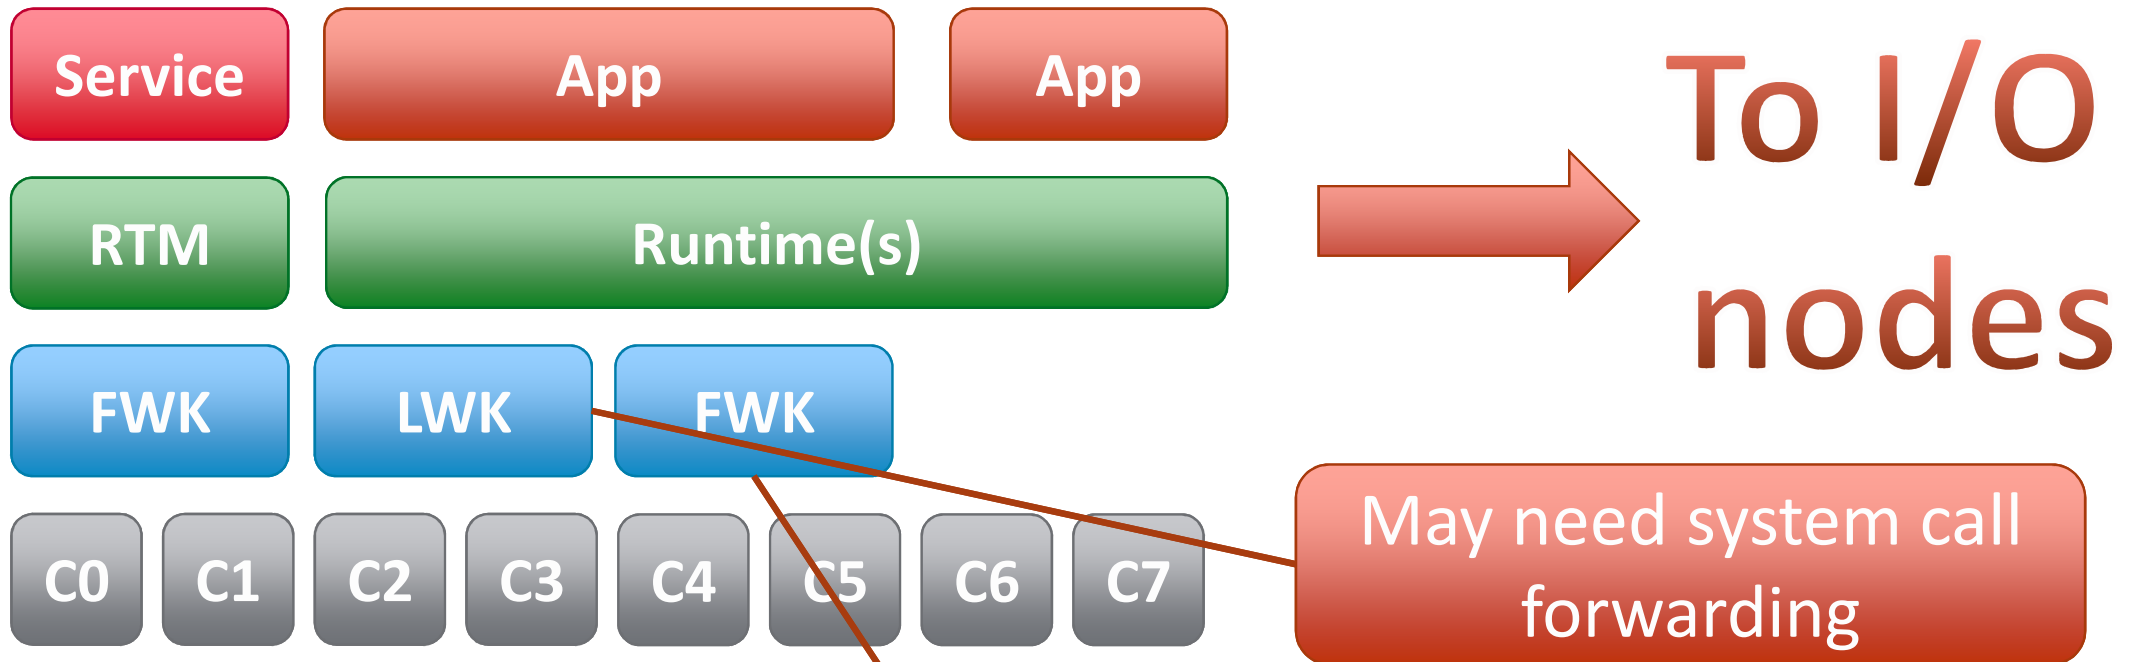 Service App App
RTM Runtime(s)
To I/O
nodes
FWK LWK FWK
C0 C1 C2 C3 C4 C5 C6 C7
May need system call
forwarding